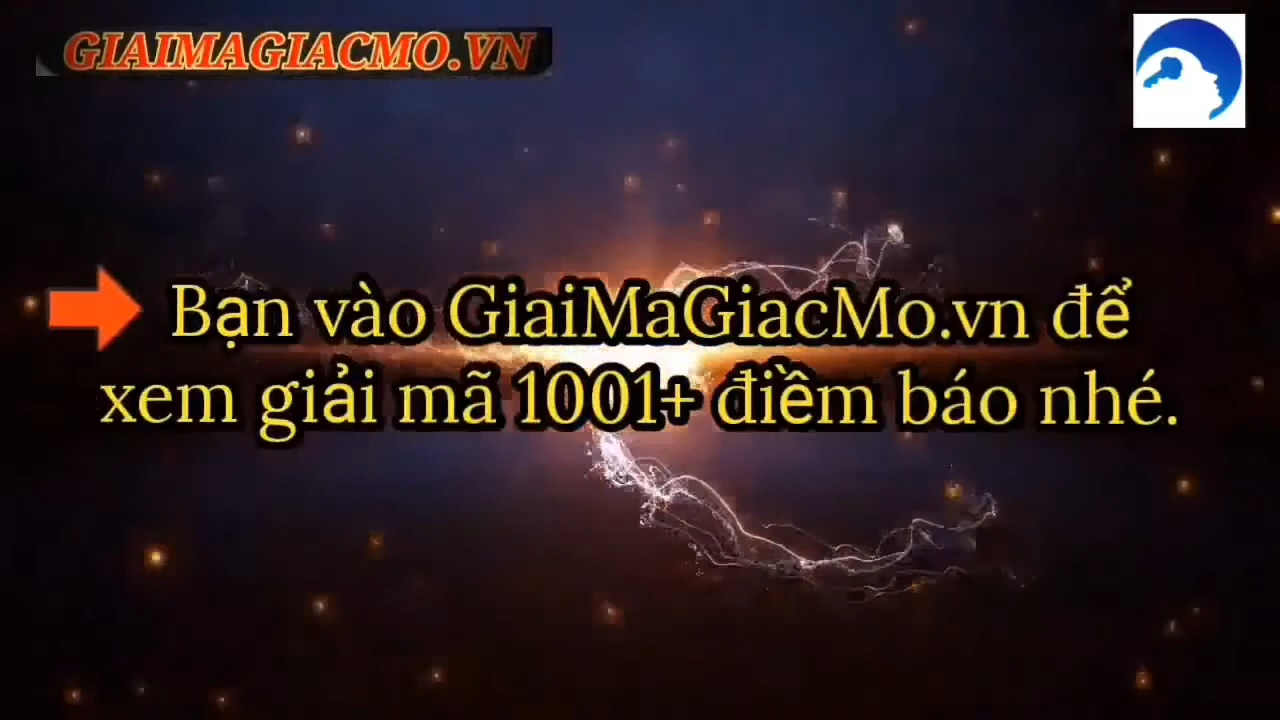 GIAIMAGIACMO.VN
Bạn vào GiaiMaGiacMo.vn để
xem giải mã 1001+ điềm báo nhé.